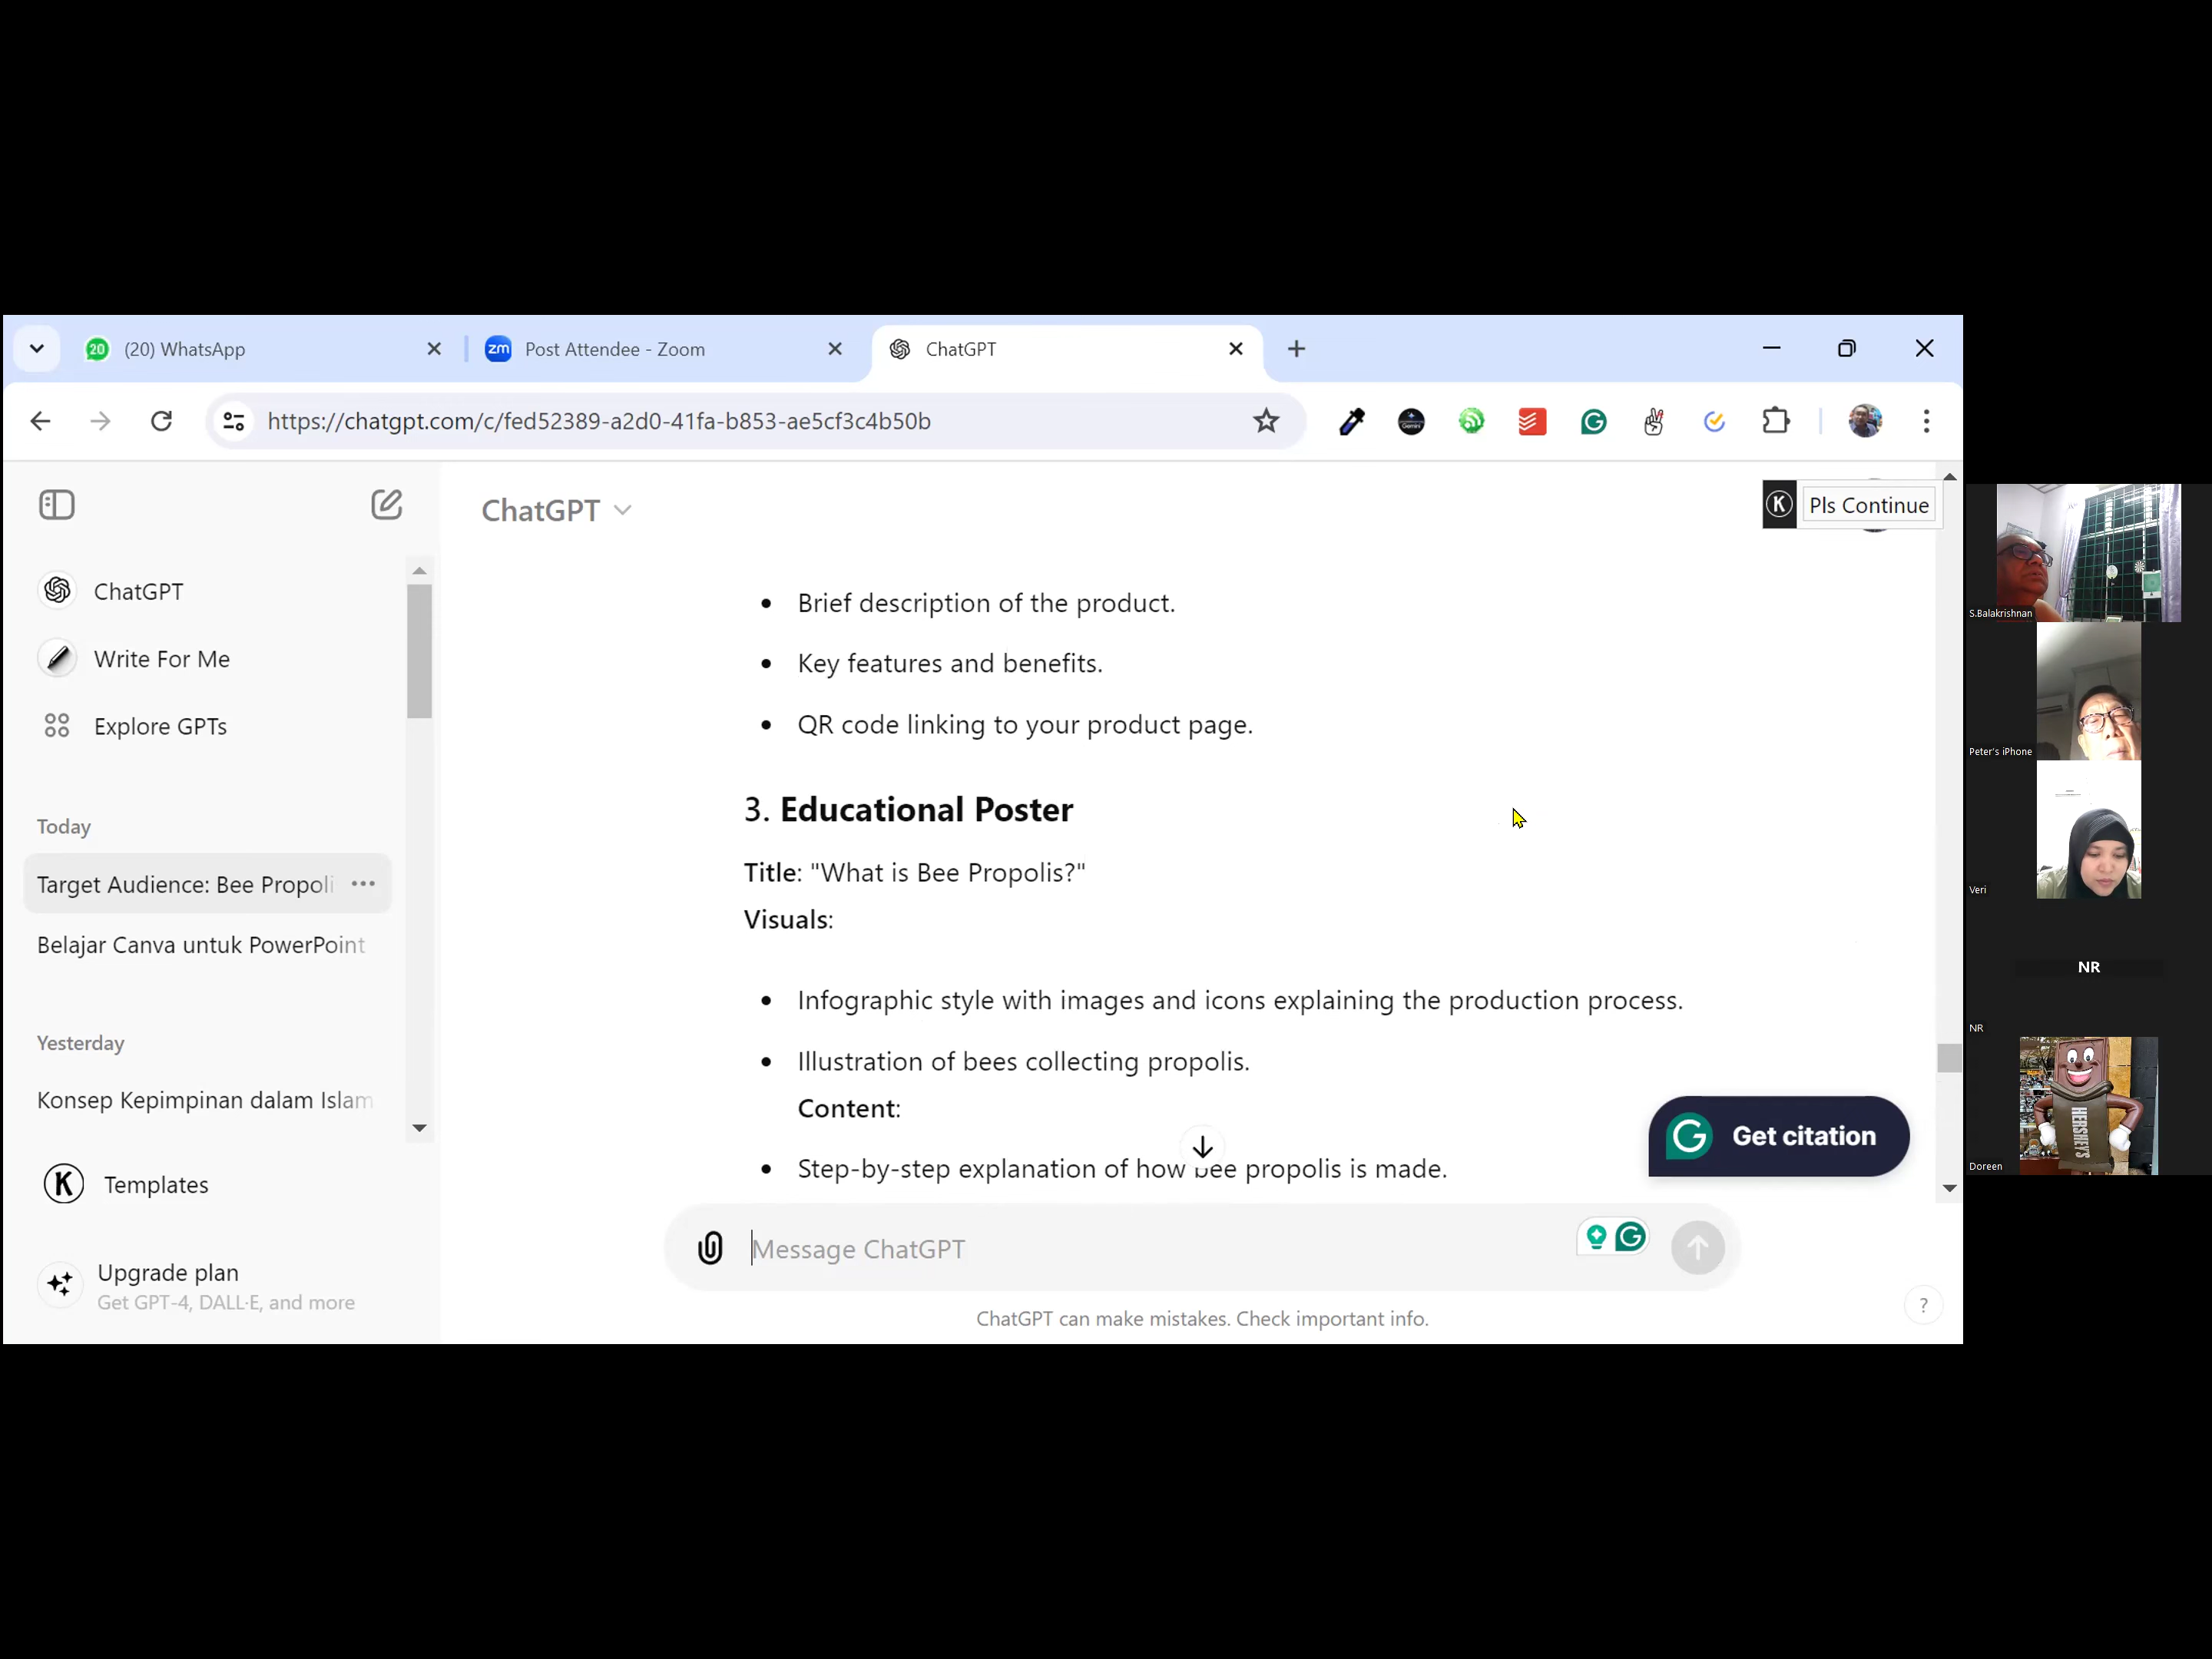 20
(20) WhatsApp
zm
Post Attendee - Zoom
ChatGPT
https://chatgpt.com/c/fed52389-a2d0-41fa-b853-ae5cf3c4b50b
Gemini
ChatGPT
K
Pls Continue
ChatGPT
Write For Me
Explore GPTs
Today
Target Audience: Bee Propoli
Belajar Canva untuk PowerPoint
Yesterday
Konsep Kepimpinan dalam Islam
K
Templates
Upgrade plan
Get GPT-4, DALL·E, and more
• Brief description of the product.
• Key features and benefits.
• QR code linking to your product page.
3. Educational Poster
Title: "What is Bee Propolis?"
Visuals:
• Infographic style with images and icons explaining the production process.
• Illustration of bees collecting propolis.
Content:
• Step-by-step explanation of how bee propolis is made.
G
Get citation
Message ChatGPT
G
ChatGPT can make mistakes. Check important info.
?
S.Balakrishnan
Peter's iPhone
Veri
NR
NR
HERSHEY'S
Doreen